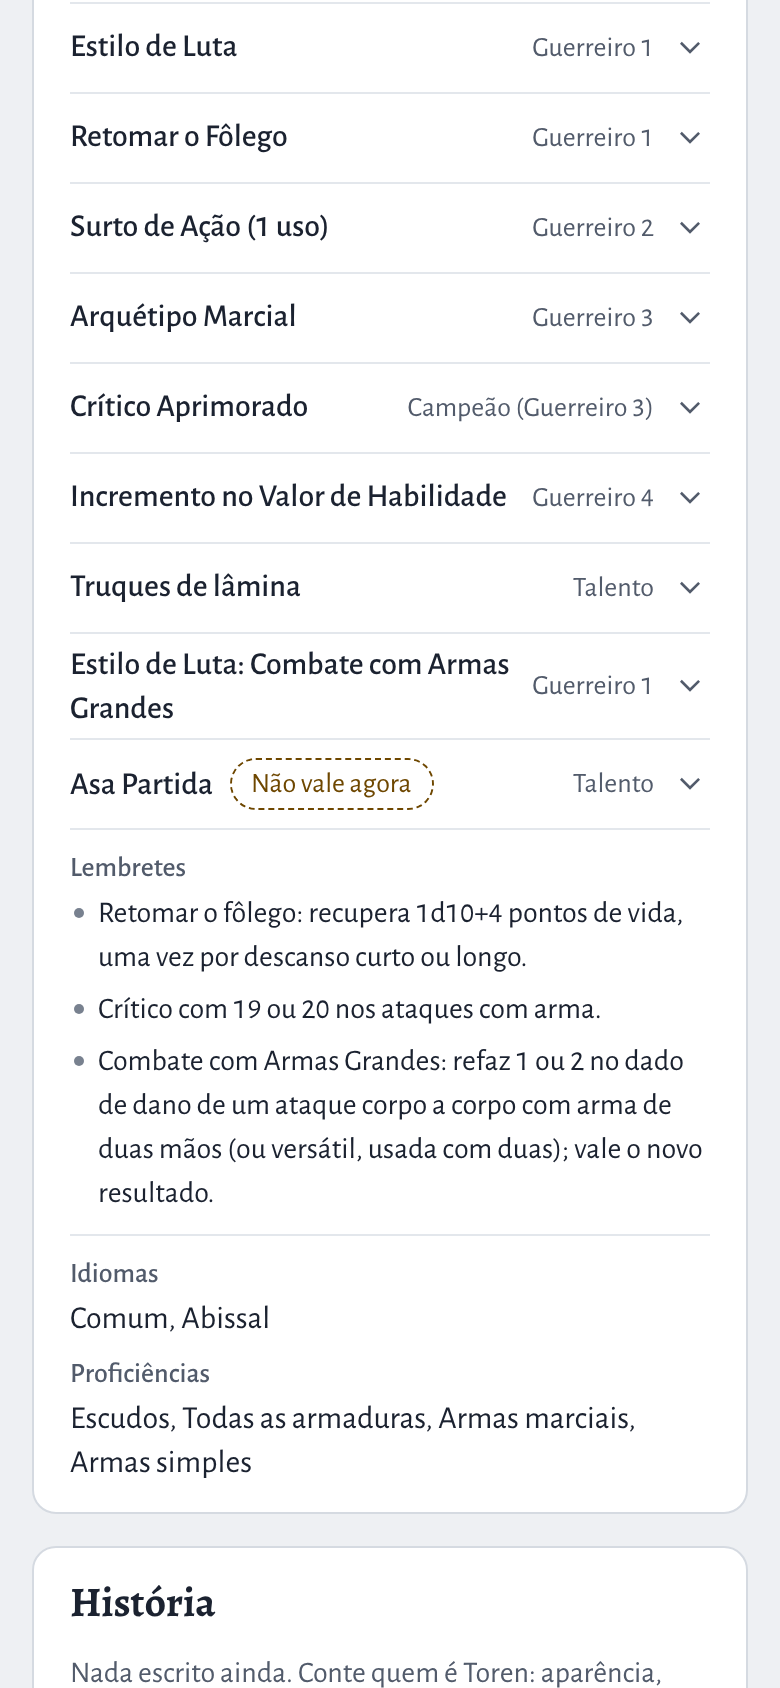 Estilo de Luta Guerreiro 1
Retomar o Fôlego Guerreiro 1
Surto de Ação (1 uso) Guerreiro 2
Arquétipo Marcial Guerreiro 3
Crítico Aprimorado Campeão (Guerreiro 3)
Incremento no Valor de Habilidade Guerreiro 4
Truques de lâmina Talento
Estilo de Luta: Combate com Armas
Grandes Guerreiro 1
Asa Partida Não vale agora Talento
Lembretes
Retomar o fôlego: recupera 1d10+4 pontos de vida,
uma vez por descanso curto ou longo.
Crítico com 19 ou 20 nos ataques com arma.
Combate com Armas Grandes: refaz 1 ou 2 no dado
de dano de um ataque corpo a corpo com arma de
duas mãos (ou versátil, usada com duas); vale o novo
resultado.
Idiomas
Comum, Abissal
Proficiências
Escudos, Todas as armaduras, Armas marciais,
Armas simples
História
Nada escrito ainda. Conte quem é Toren: aparência,